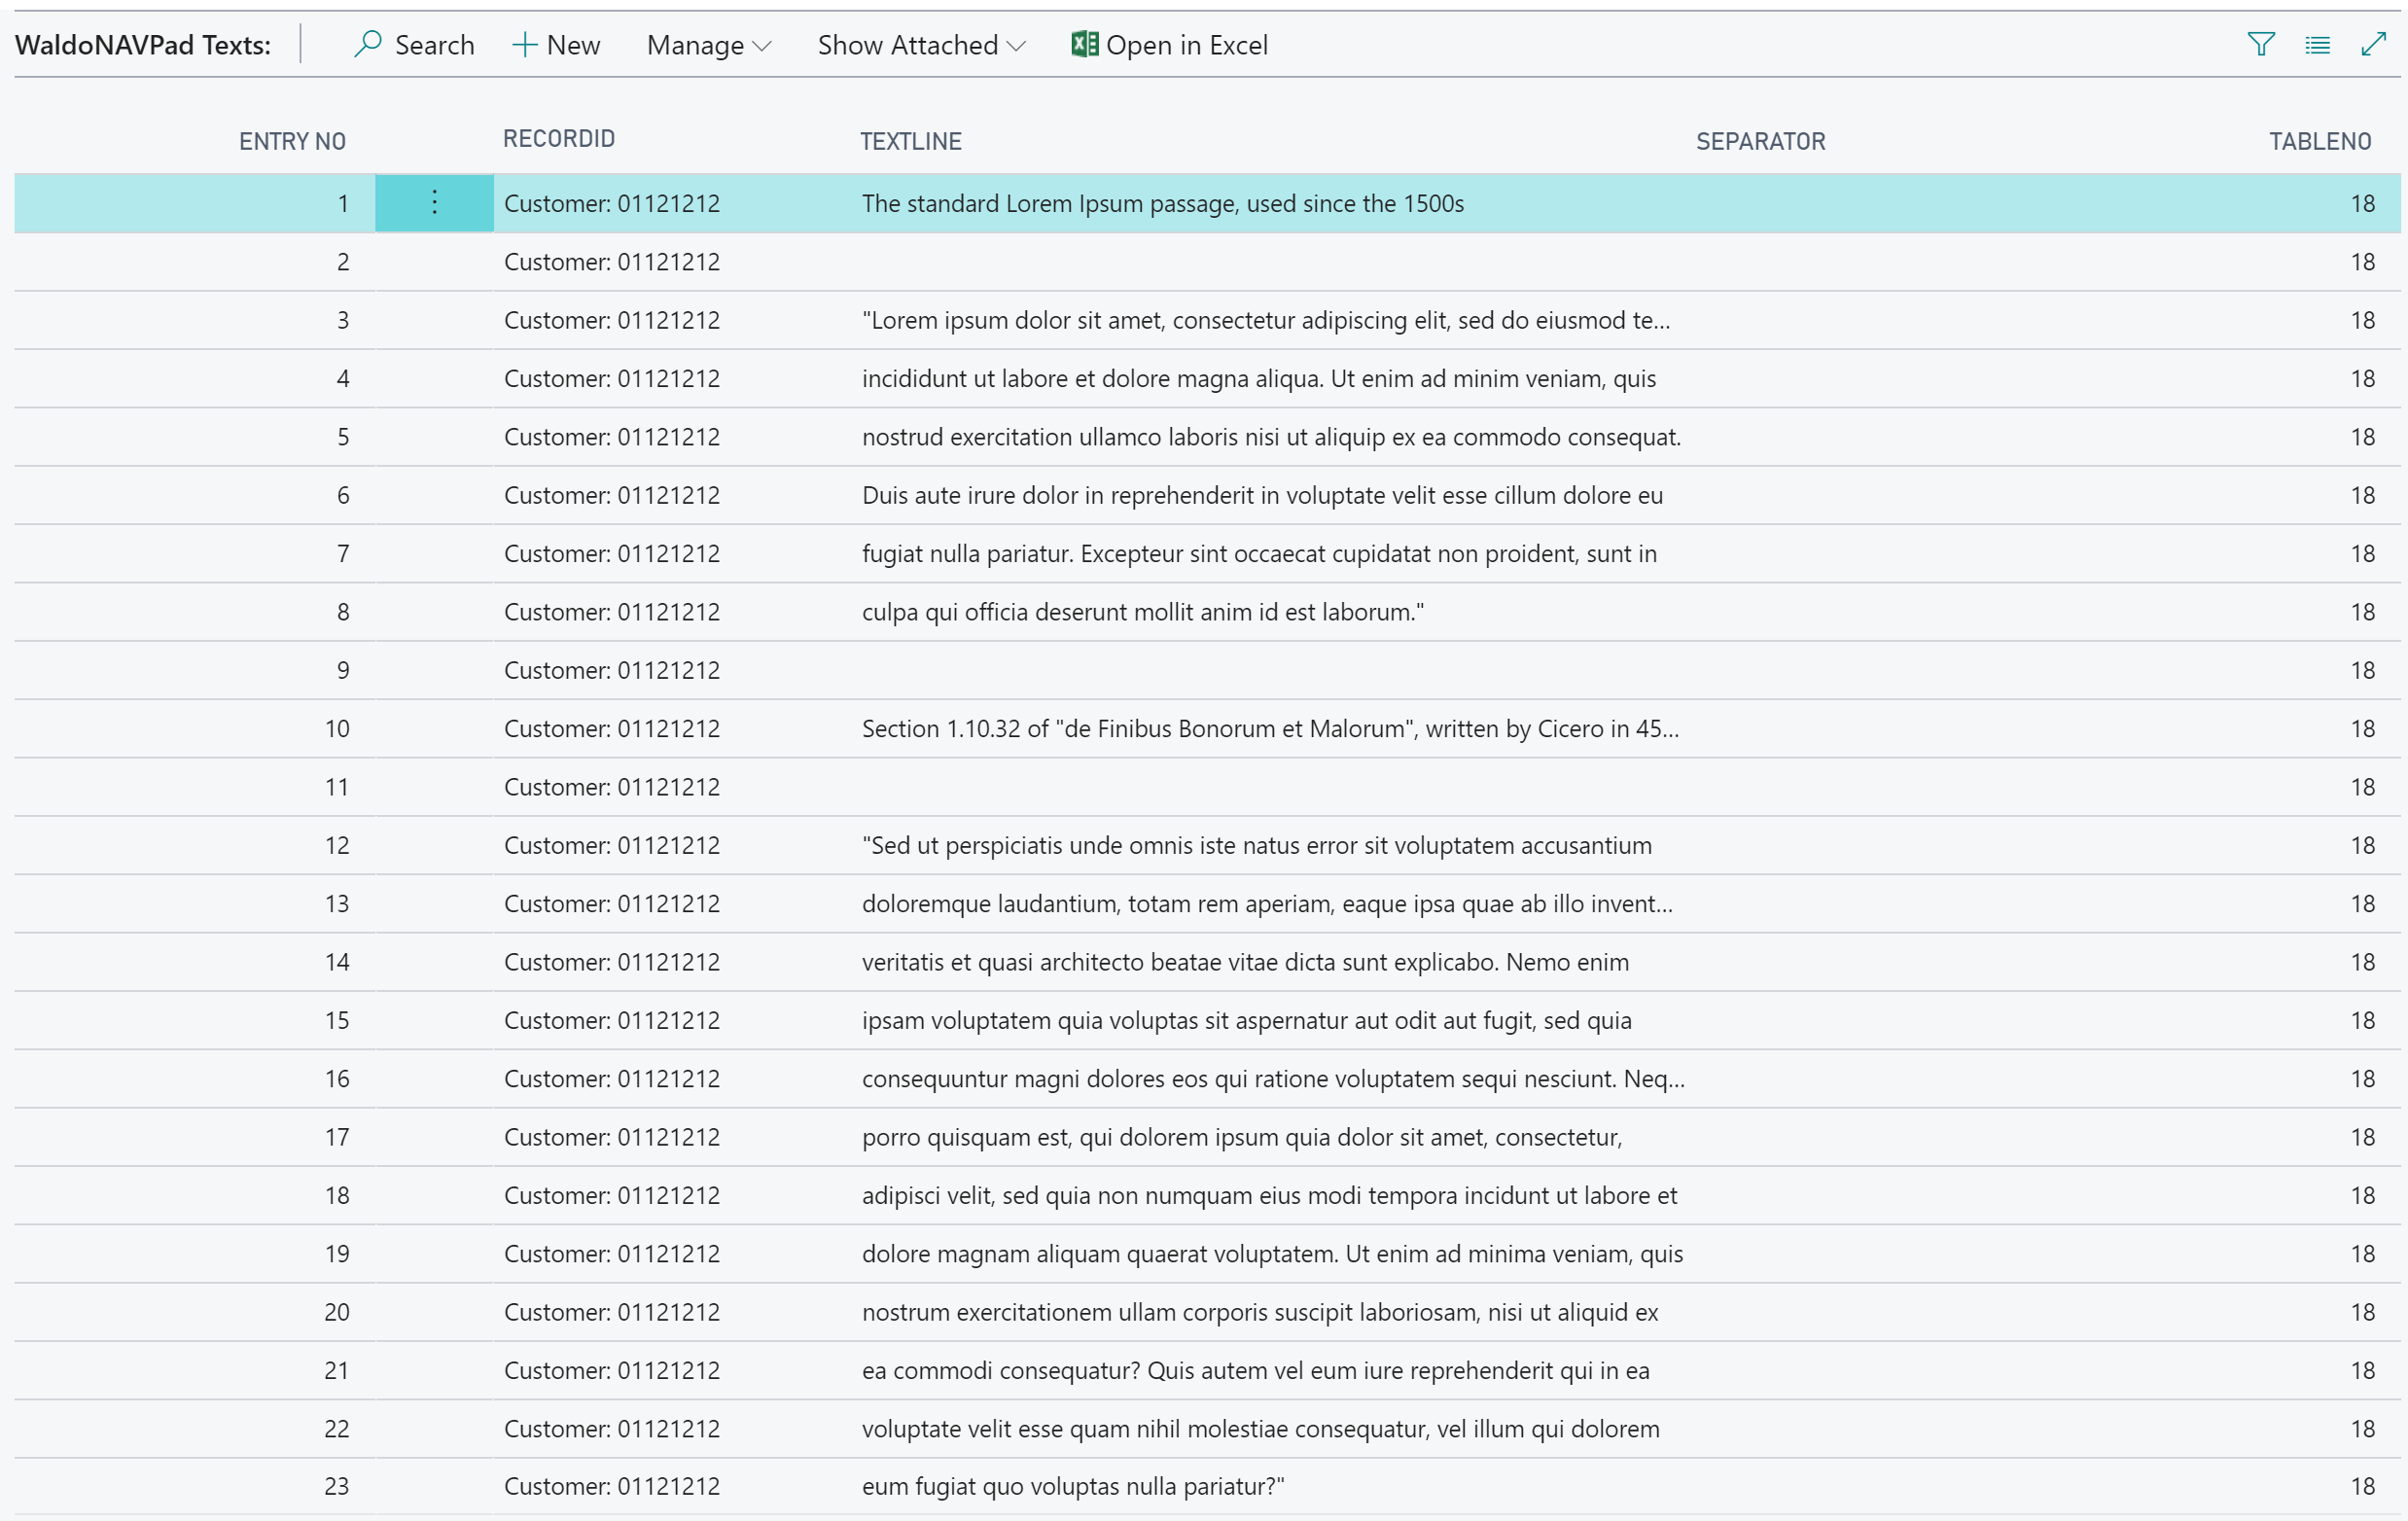 WaldoNAVPad Texts: Search New Manage Show Attached Open in Excel
ENTRY NO RECORDID TEXTLINE SEPARATOR TABLENO
1 Customer: 01121212 The standard Lorem Ipsum passage, used since the 1500s 18
2 Customer: 01121212 18
3 Customer: 01121212 "Lorem ipsum dolor sit amet, consectetur adipiscing elit, sed do eiusmod te... 18
4 Customer: 01121212 incididunt ut labore et dolore magna aliqua. Ut enim ad minim veniam, quis 18
5 Customer: 01121212 nostrud exercitation ullamco laboris nisi ut aliquip ex ea commodo consequat. 18
6 Customer: 01121212 Duis aute irure dolor in reprehenderit in voluptate velit esse cillum dolore eu 18
7 Customer: 01121212 fugiat nulla pariatur. Excepteur sint occaecat cupidatat non proident, sunt in 18
8 Customer: 01121212 culpa qui officia deserunt mollit anim id est laborum." 18
9 Customer: 01121212 18
10 Customer: 01121212 Section 1.10.32 of "de Finibus Bonorum et Malorum", written by Cicero in 45... 18
11 Customer: 01121212 18
12 Customer: 01121212 "Sed ut perspiciatis unde omnis iste natus error sit voluptatem accusantium 18
13 Customer: 01121212 doloremque laudantium, totam rem aperiam, eaque ipsa quae ab illo invent... 18
14 Customer: 01121212 veritatis et quasi architecto beatae vitae dicta sunt explicabo. Nemo enim 18
15 Customer: 01121212 ipsam voluptatem quia voluptas sit aspernatur aut odit aut fugit, sed quia 18
16 Customer: 01121212 consequuntur magni dolores eos qui ratione voluptatem sequi nesciunt. Neq... 18
17 Customer: 01121212 porro quisquam est, qui dolorem ipsum quia dolor sit amet, consectetur, 18
18 Customer: 01121212 adipisci velit, sed quia non numquam eius modi tempora incidunt ut labore et 18
19 Customer: 01121212 dolore magnam aliquam quaerat voluptatem. Ut enim ad minima veniam, quis 18
20 Customer: 01121212 nostrum exercitationem ullam corporis suscipit laboriosam, nisi ut aliquid ex 18
21 Customer: 01121212 ea commodi consequatur? Quis autem vel eum iure reprehenderit qui in ea 18
22 Customer: 01121212 voluptate velit esse quam nihil molestiae consequatur, vel illum qui dolorem 18
23 Customer: 01121212 eum fugiat quo voluptas nulla pariatur?" 18